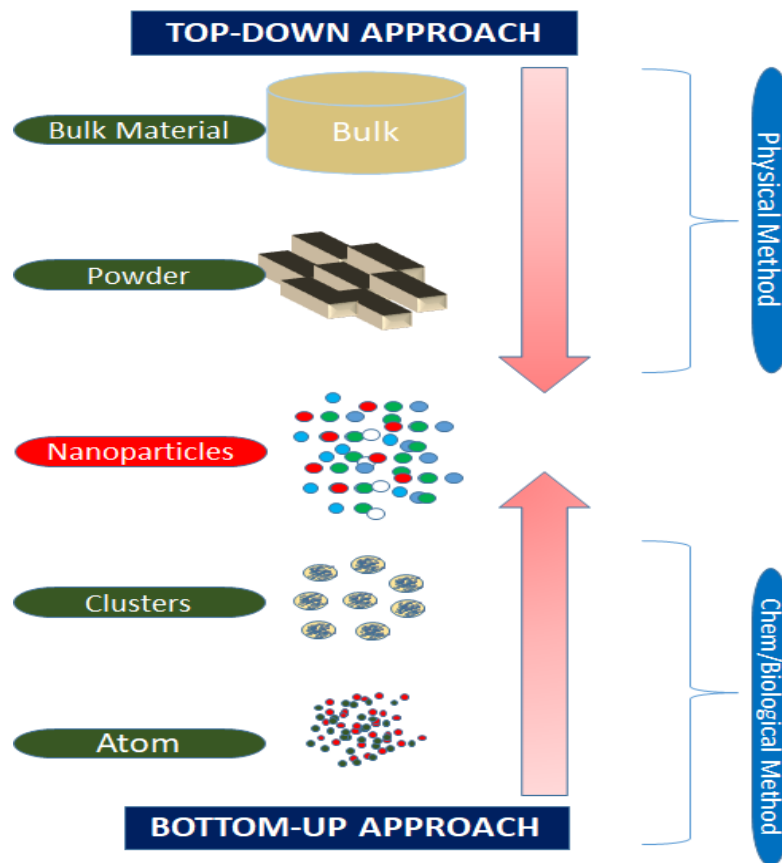 TOP-DOWN APPROACH
Bulk Material
Bulk
Physical Method
Powder
Nanoparticles
Clusters
Chem/Biological Method
Atom
BOTTOM-UP APPROACH